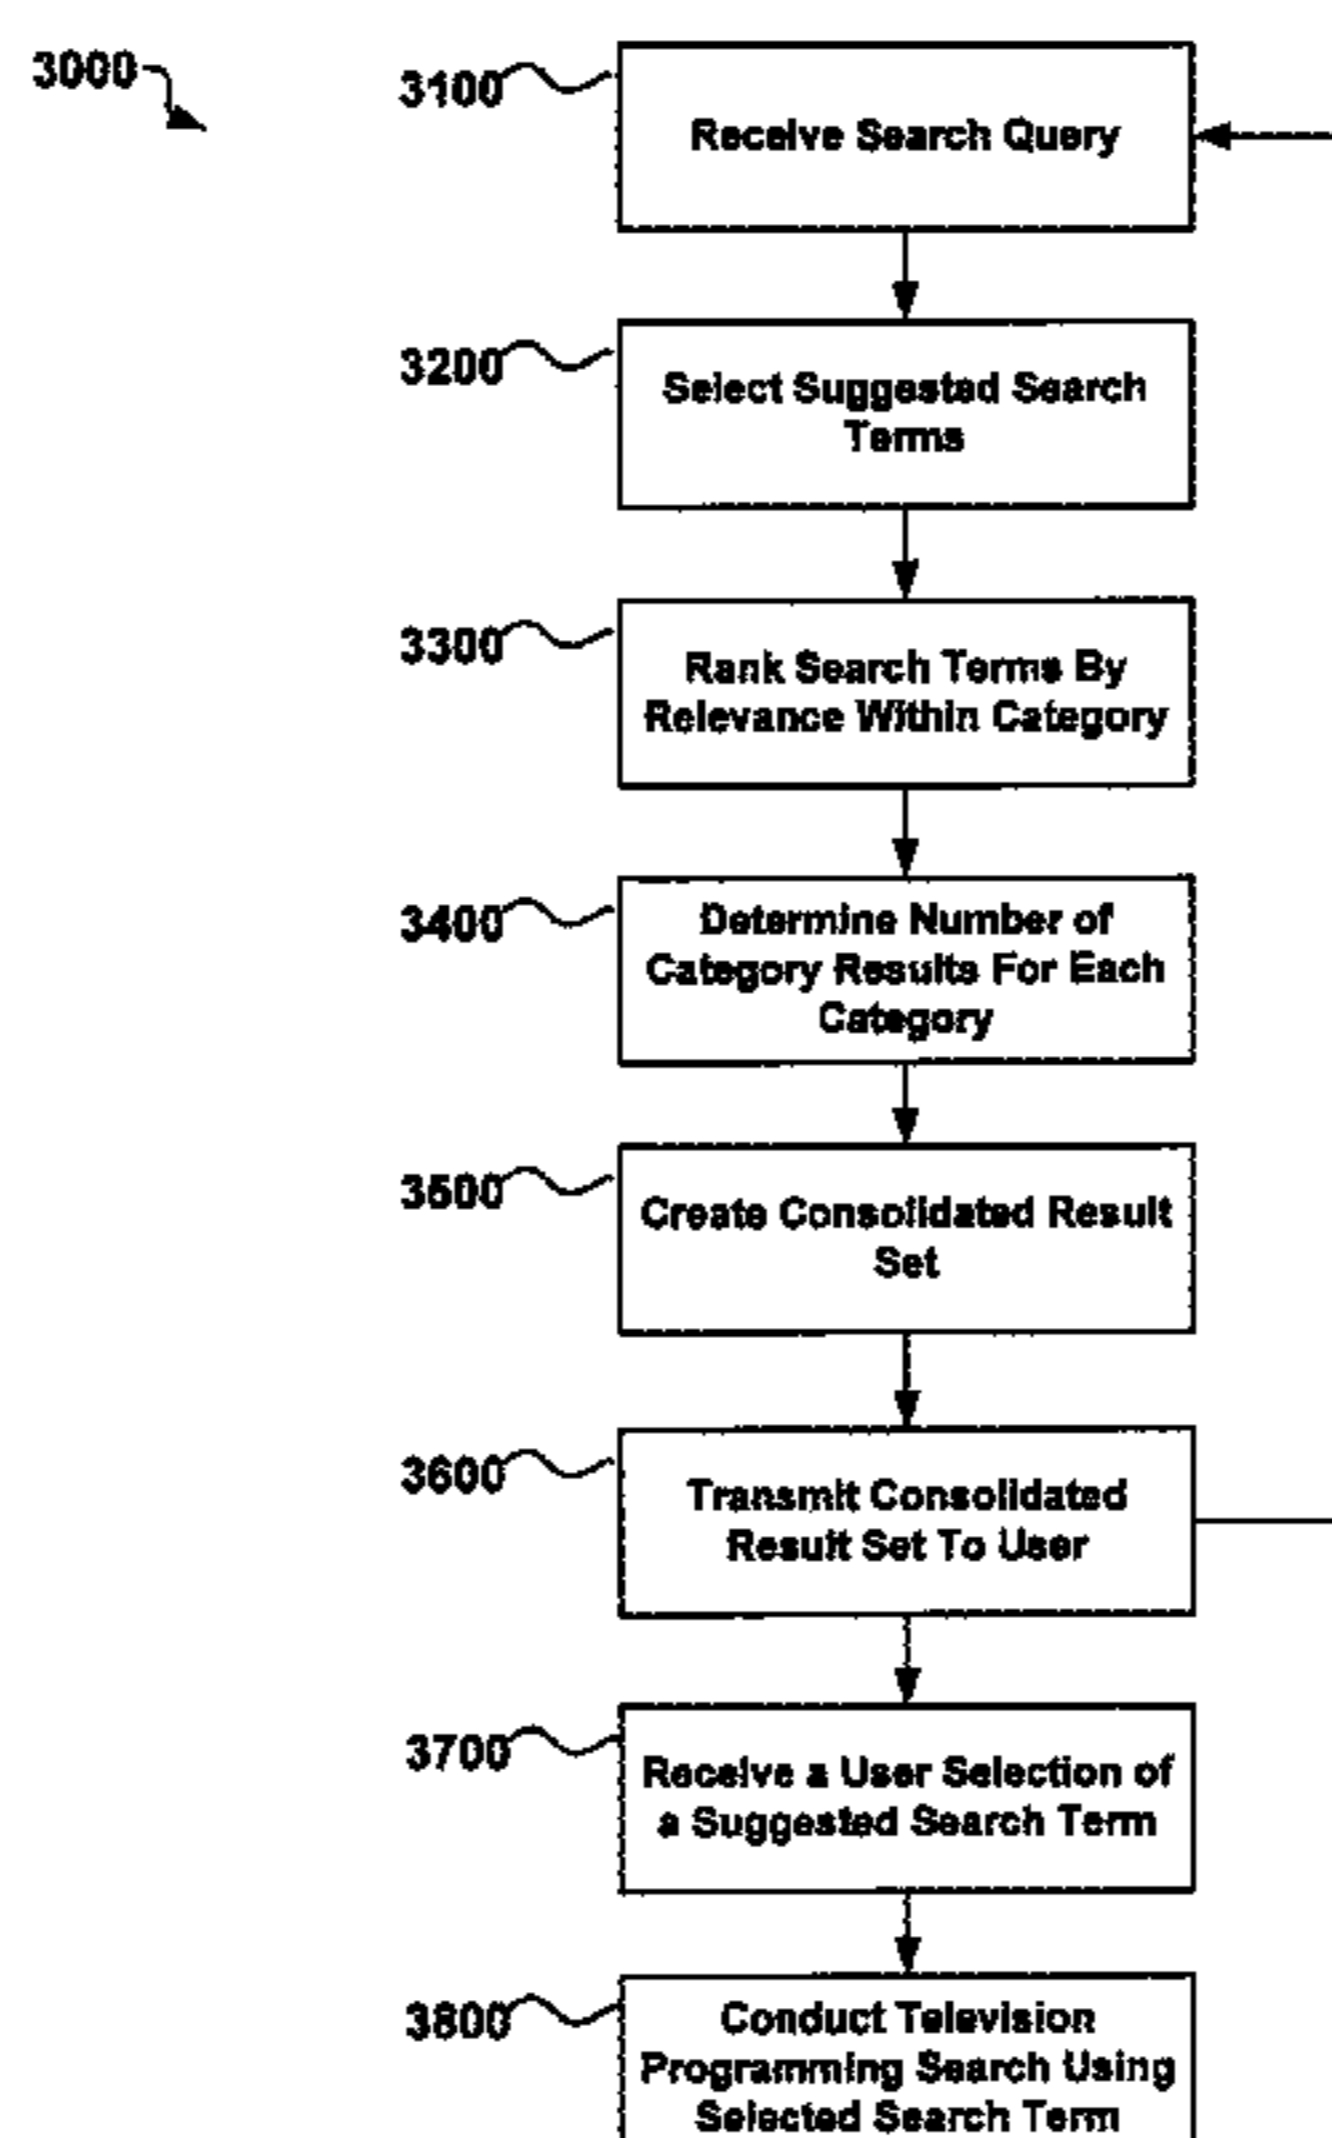 3000
3100
Receive Search Query
3200
Select Suggested Search
Terms
3300
Rank Search Terms By
Relevance Within Category
3400
Determine Number of
Category Results For Each
Category
3500
Create Consolidated Result
Set
3600
Transmit Consolidated
Result Set To User
3700
Receive a User Selection of
a Suggested Search Term
3800
Conduct Television
Programming Search Using
Selected Search Term